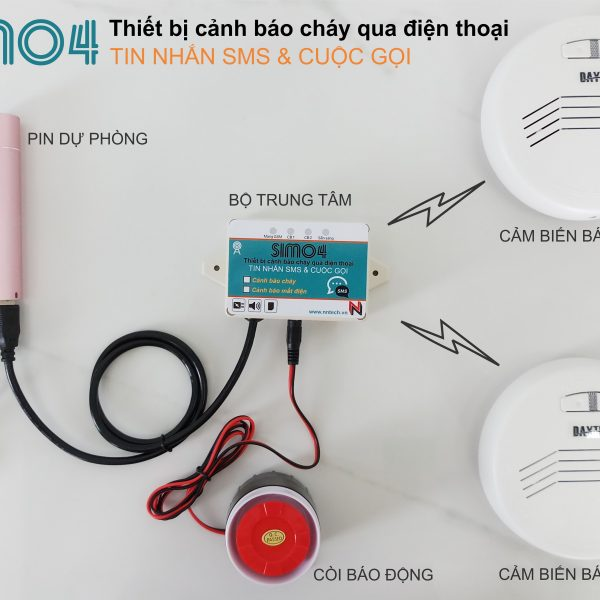 Thiết bị cảnh báo cháy qua điện thoại
TIN NHẮN SMS & CUỘC GỌI
PIN DỰ PHÒNG
BỘ TRUNG TÂM
CẢM BIẾN BÁ
SIM04
Thiết bị cảnh báo cháy qua điện thoại
TIN NHẮN SMS & CUỘC GỌI
Cảnh báo cháy
Cảnh báo mất điện
SMS
www.nntech.vn
CÒI BÁO ĐỘNG
CẢM BIẾN BÁ